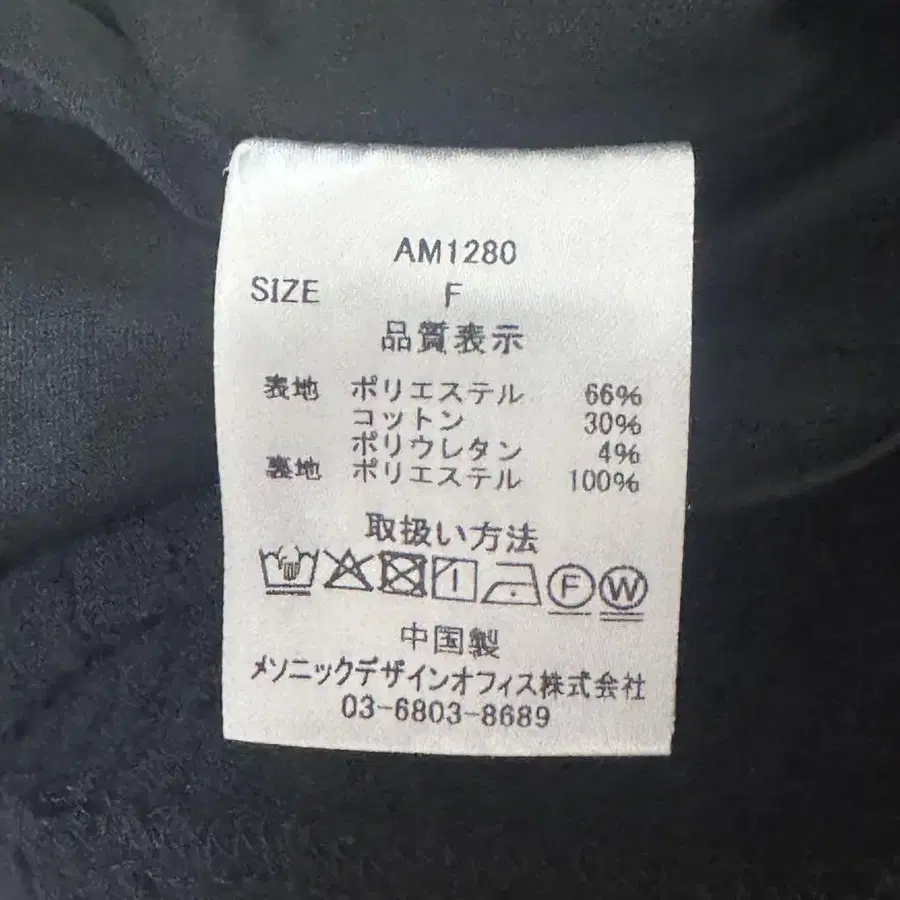 AM1280
SIZE F
品質表示
表地 ポリエステル 66%
コットン 30%
ポリウレタン 4%
裏地 ポリエステル 100%
取扱い方法
F W
中国製
メソニックデザインオフィス株式会社
03-6803-8689